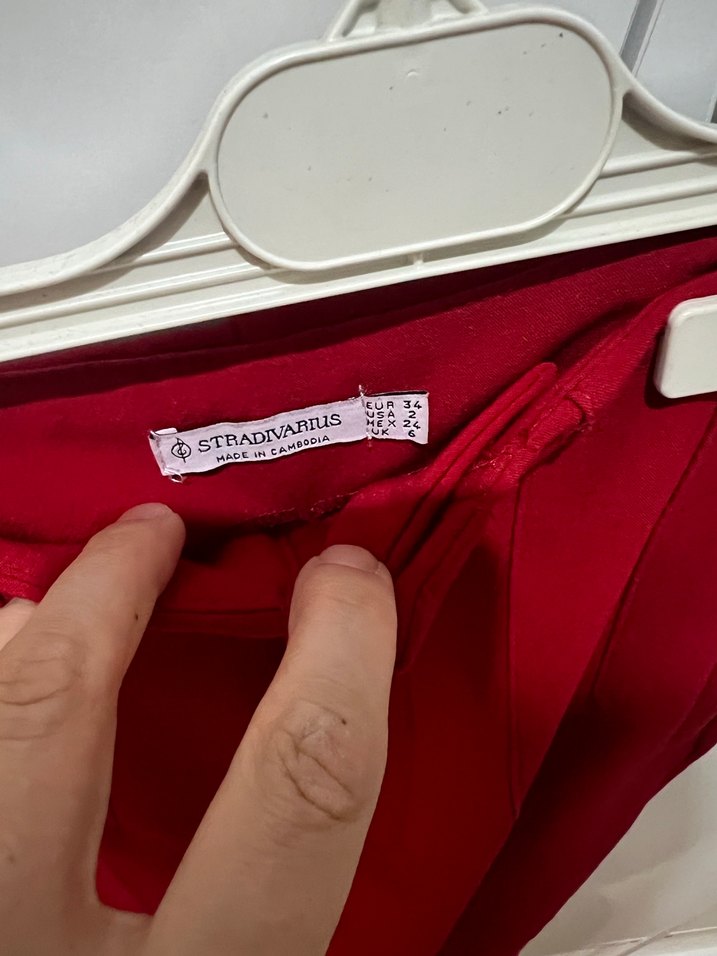 STRADIVARIUS
MADE IN CAMBODIA
EUR 34
USA 2
MEX 24
UK 6